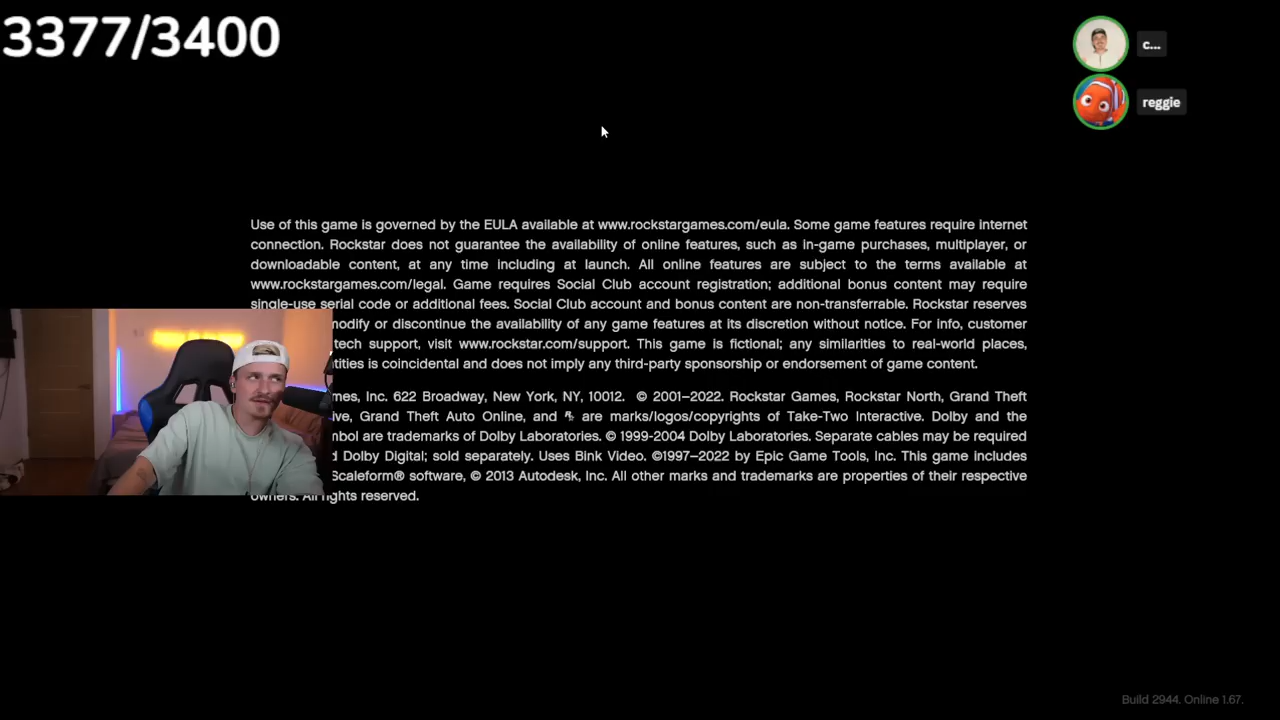 3377/3400
c...
reggie
Use of this game is governed by the EULA available at www.rockstargames.com/eula. Some game features require internet
connection. Rockstar does not guarantee the availability of online features, such as in-game purchases, multiplayer, or
downloadable content, at any time including at launch. All online features are subject to the terms available at
www.rockstargames.com/legal. Game requires Social Club account registration; additional bonus content may require
single-use serial code or additional fees. Social Club account and bonus content are non-transferrable. Rockstar reserves
modify or discontinue the availability of any game features at its discretion without notice. For info, customer
tech support, visit www.rockstar.com/support. This game is fictional; any similarities to real-world places,
tities is coincidental and does not imply any third-party sponsorship or endorsement of game content.
mes, Inc. 622 Broadway, New York, NY, 10012. © 2001–2022. Rockstar Games, Rockstar North, Grand Theft
ive, Grand Theft Auto Online, and are marks/logos/copyrights of Take-Two Interactive. Dolby and the
mbol are trademarks of Dolby Laboratories. © 1999-2004 Dolby Laboratories. Separate cables may be required
d Dolby Digital; sold separately. Uses Bink Video. ©1997–2022 by Epic Game Tools, Inc. This game includes
Scaleform® software, © 2013 Autodesk, Inc. All other marks and trademarks are properties of their respective
owners. All rights reserved.
Build 2944. Online 1.67.